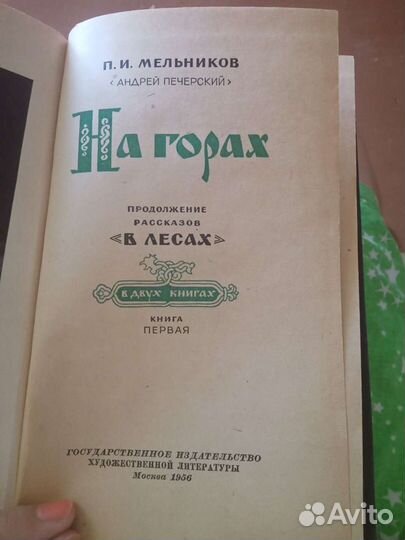 П. И. МЕЛЬНИКОВ
‹АНДРЕЙ ПЕЧЕРСКИЙ›
На горах
ПРОДОЛЖЕНИЕ
РАССКАЗОВ
«В ЛЕСАХ»
В ДВУХ КНИГАХ
КНИГА
ПЕРВАЯ
ГОСУДАРСТВЕННОЕ ИЗДАТЕЛЬСТВО
ХУДОЖЕСТВЕННОЙ ЛИТЕРАТУРЫ
Москва 1956
Avito